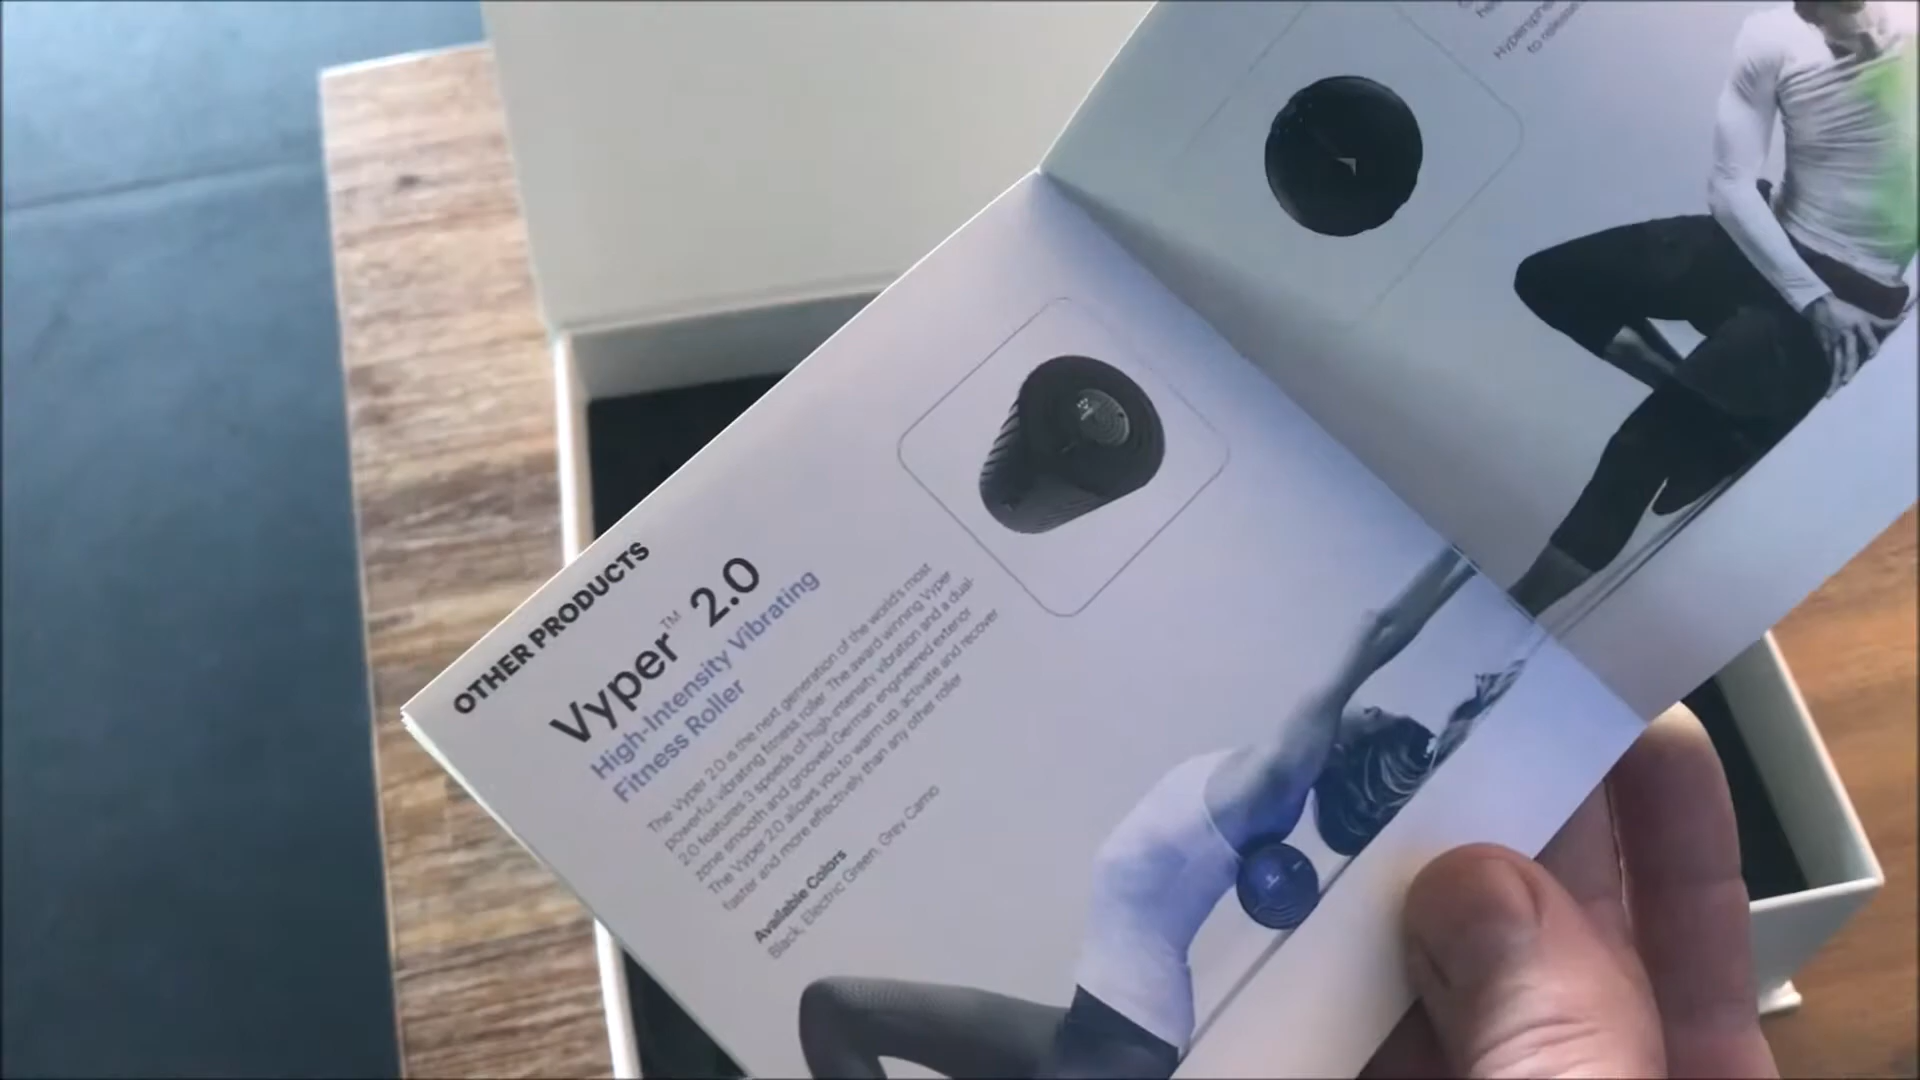 OTHER PRODUCTS
Vyper™ 2.0
High-Intensity Vibrating
Fitness Roller
The Vyper 2.0 is the next generation of the world's most
powerful vibrating fitness roller. The award winning Vyper
2.0 features 3 speeds of high-intensity vibration and a dual-
zone smooth and grooved German engineered exterior
The Vyper 2.0 allows you to warm up, activate and recover
faster and more effectively than any other roller
Available Colors
Black, Electric Green, Grey Camo
to release